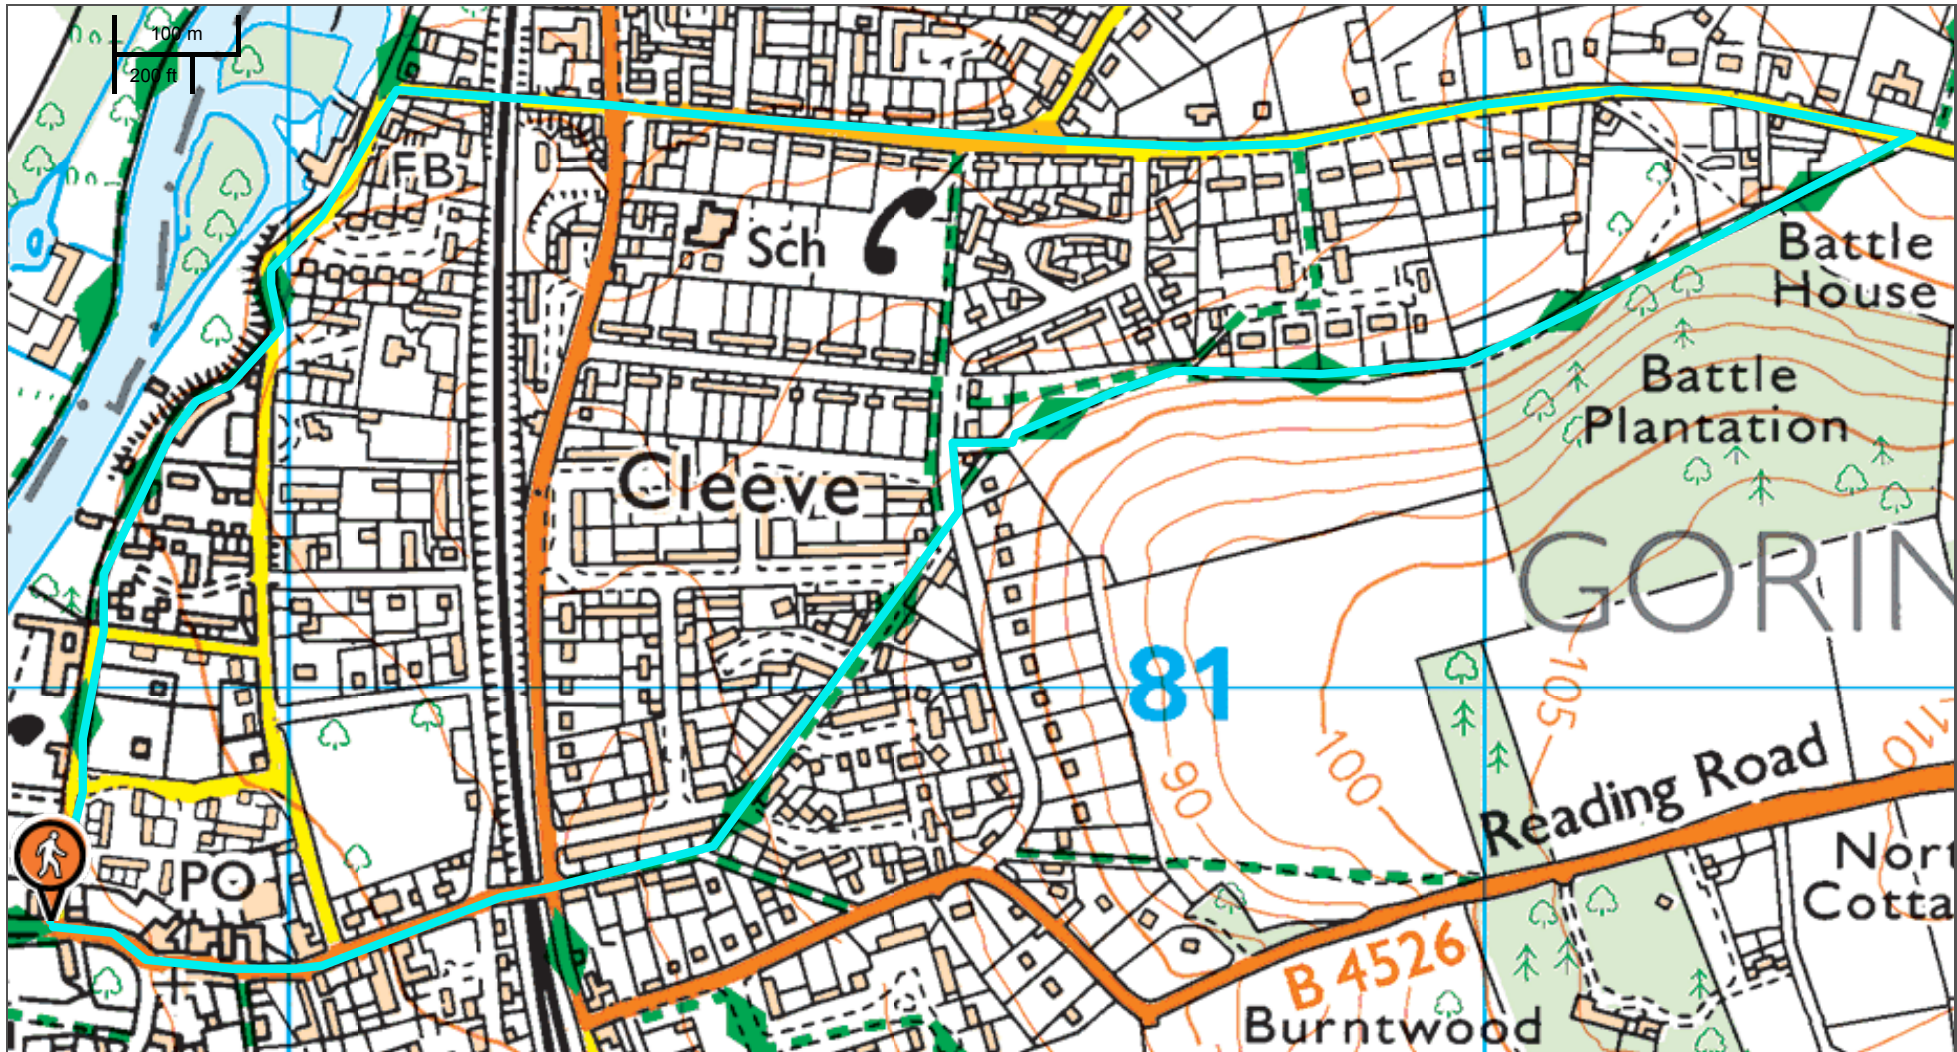 100 m
200 ft
FB
Sch
Battle
House
Battle
Plantation
Cleeve
GORIN
81
105
100
90
110
Reading Road
PO
Nort
Cotta
B 4526
Burntwood